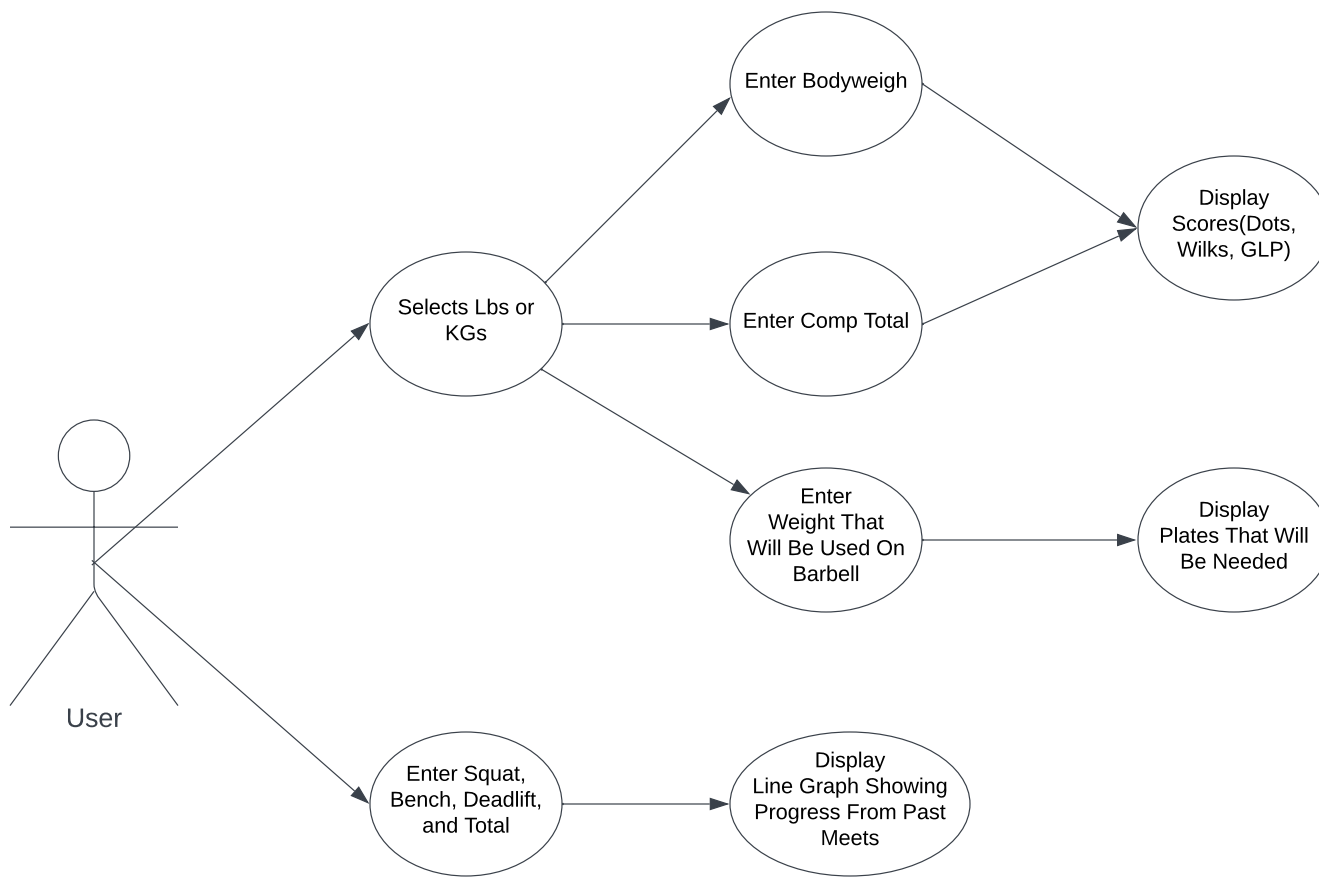 Enter Bodyweigh
Display
Scores(Dots,
Wilks, GLP)
Selects Lbs or
KGs
Enter Comp Total
Enter
Weight That
Will Be Used On
Barbell
Display
Plates That Will
Be Needed
User
Enter Squat,
Bench, Deadlift,
and Total
Display
Line Graph Showing
Progress From Past
Meets